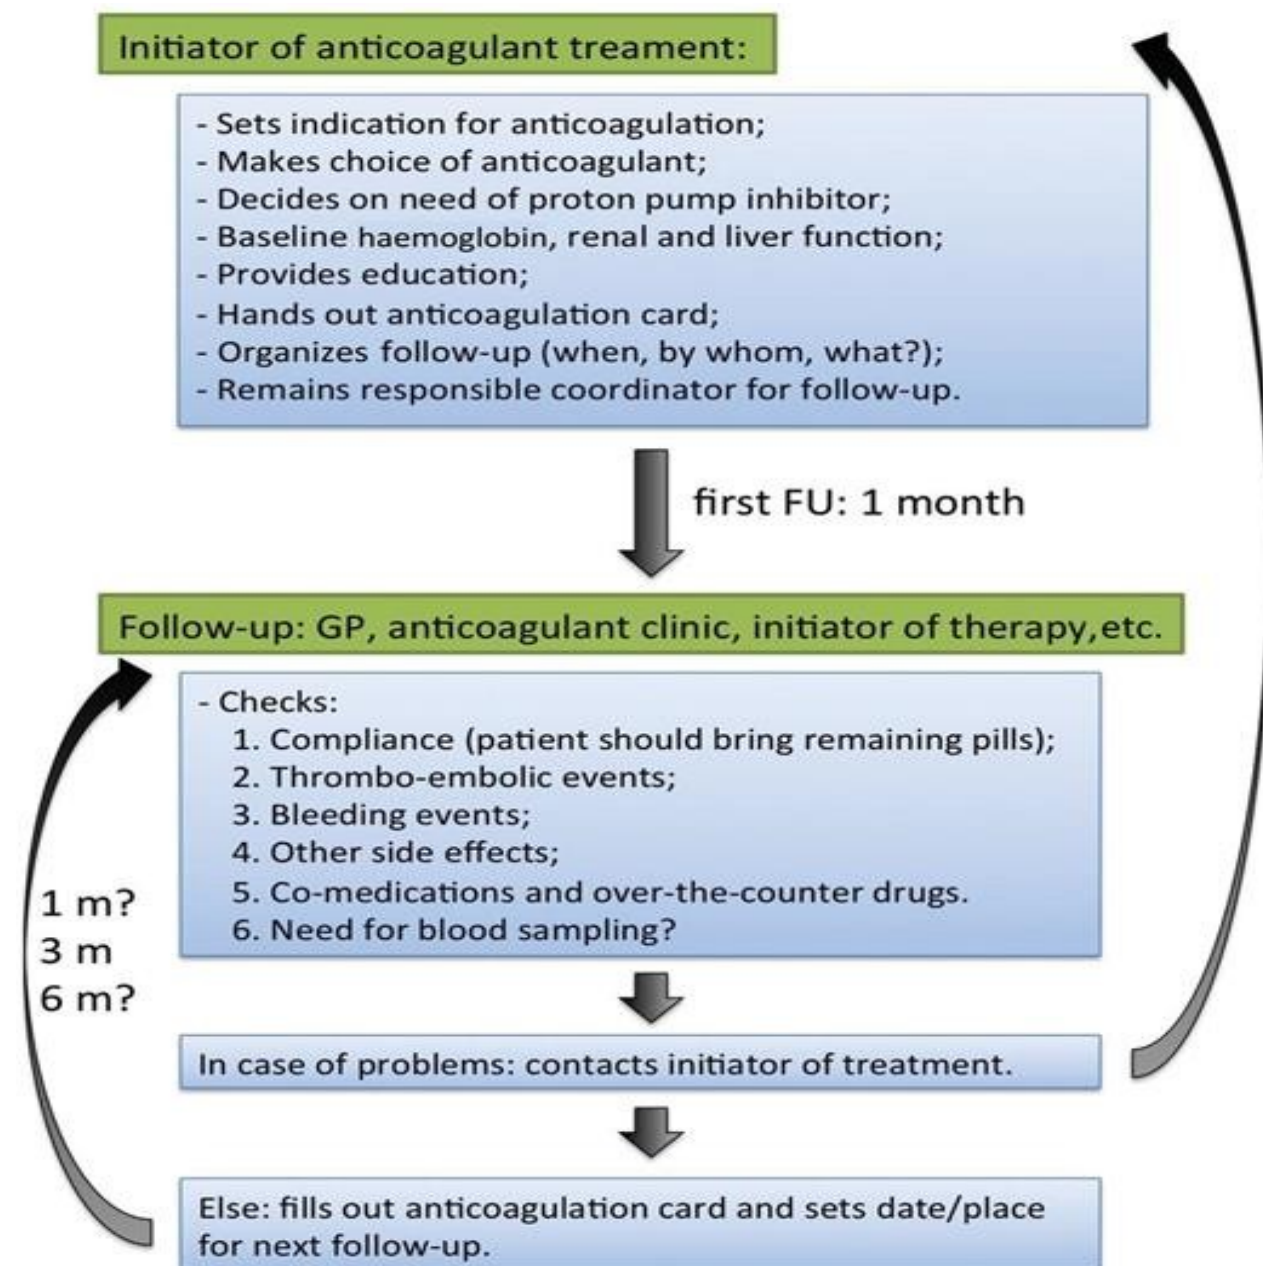 Initiator of anticoagulant treament:
- Sets indication for anticoagulation;
- Makes choice of anticoagulant;
- Decides on need of proton pump inhibitor;
- Baseline haemoglobin, renal and liver function;
- Provides education;
- Hands out anticoagulation card;
- Organizes follow-up (when, by whom, what?);
- Remains responsible coordinator for follow-up.
first FU: 1 month
Follow-up: GP, anticoagulant clinic, initiator of therapy,etc.
- Checks:
1. Compliance (patient should bring remaining pills);
2. Thrombo-embolic events;
3. Bleeding events;
4. Other side effects;
5. Co-medications and over-the-counter drugs.
6. Need for blood sampling?
1 m?
3 m
6 m?
In case of problems: contacts initiator of treatment.
Else: fills out anticoagulation card and sets date/place
for next follow-up.